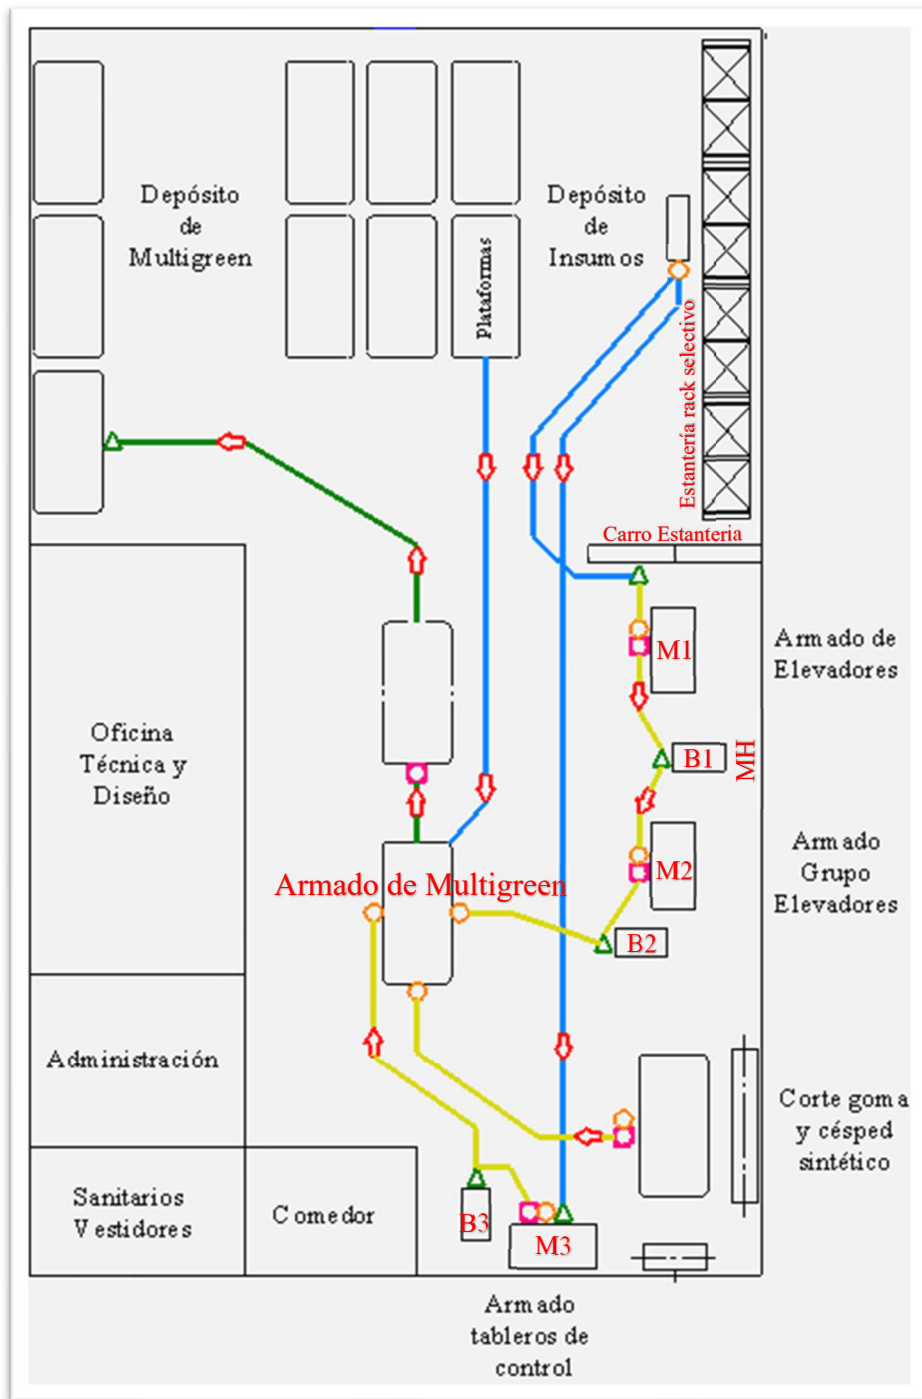 Depósito
de
Multigreen
Plataformas
Depósito
de
Insumos
Estantería rack selectivo
Carro Estanteria
M1
Armado de
Elevadores
Oficina
Técnica y
Diseño
B1
MH
Armado de Multigreen
M2
Armado
Grupo
Elevadores
B2
Administración
Corte goma
y césped
sintético
Sanitarios
Vestidores
Comedor
B3
M3
Armado
tableros de
control